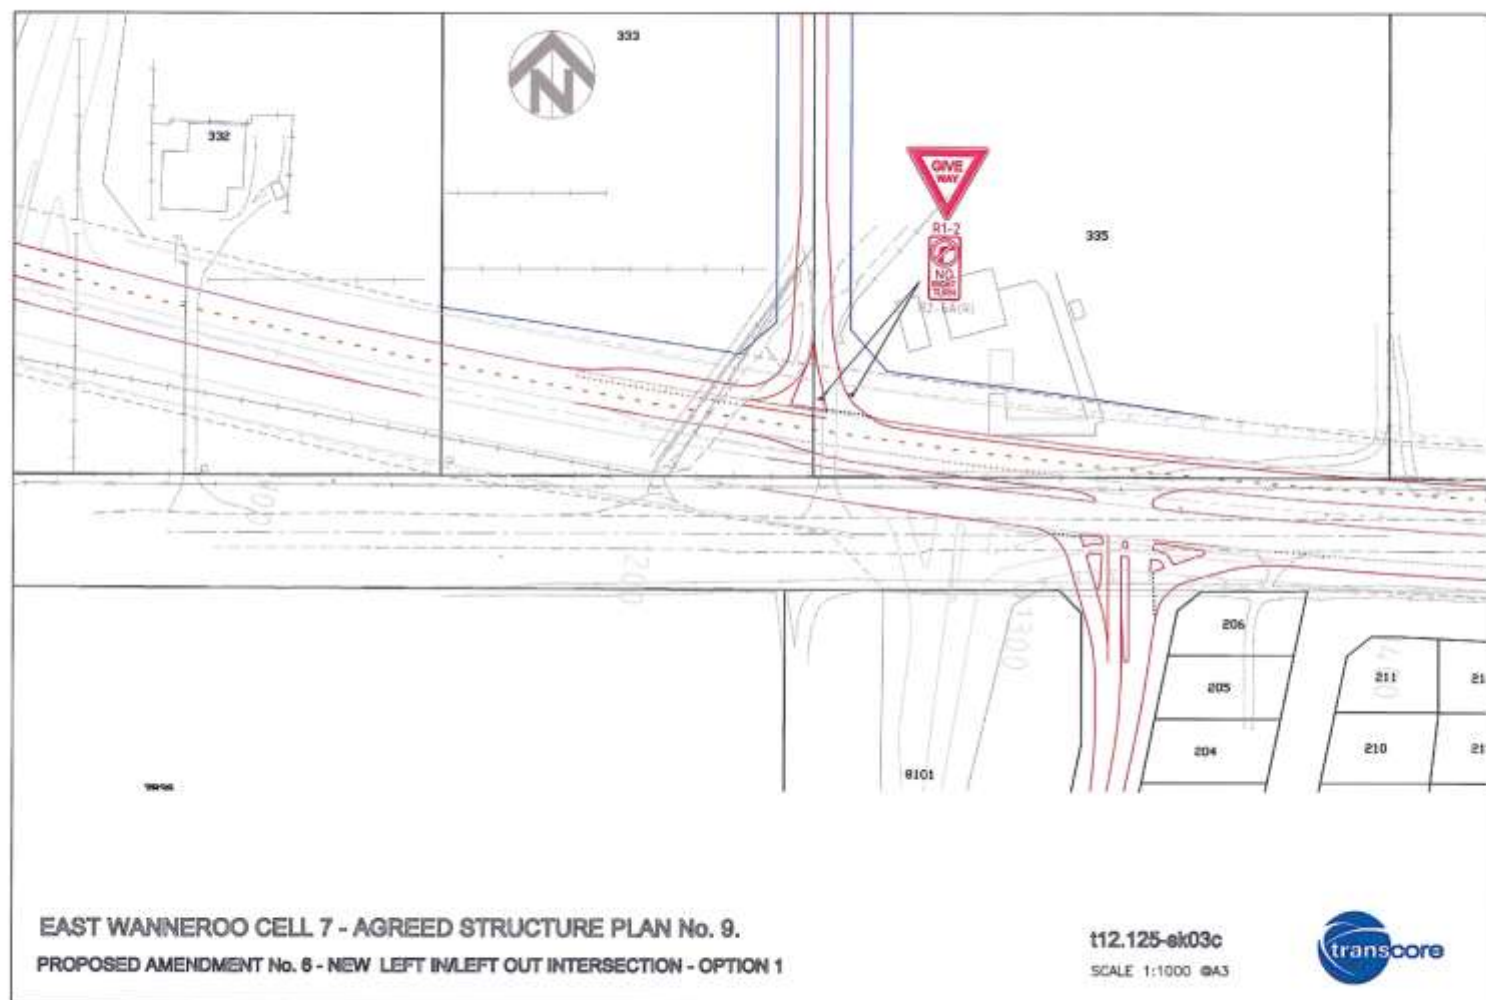 333
332
N
GIVE
WAY
R1-2
NO
RIGHT
TURN
335
206
205
204
211
210
8101
EAST WANNEROO CELL 7 - AGREED STRUCTURE PLAN No. 9.
PROPOSED AMENDMENT No. 6 - NEW LEFT IN/LEFT OUT INTERSECTION - OPTION 1
t12.125-sk03c
SCALE 1:1000 @A3
transcore